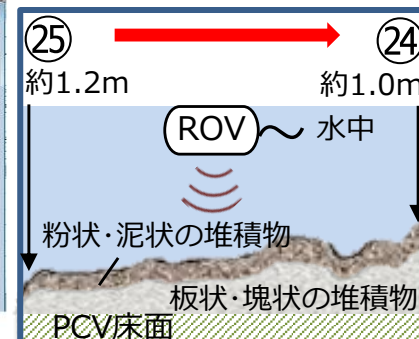 ㉕ ㉔
約1.2m 約1.0m
ROV 水中
粉状・泥状の堆積物
板状・塊状の堆積物
PCV床面